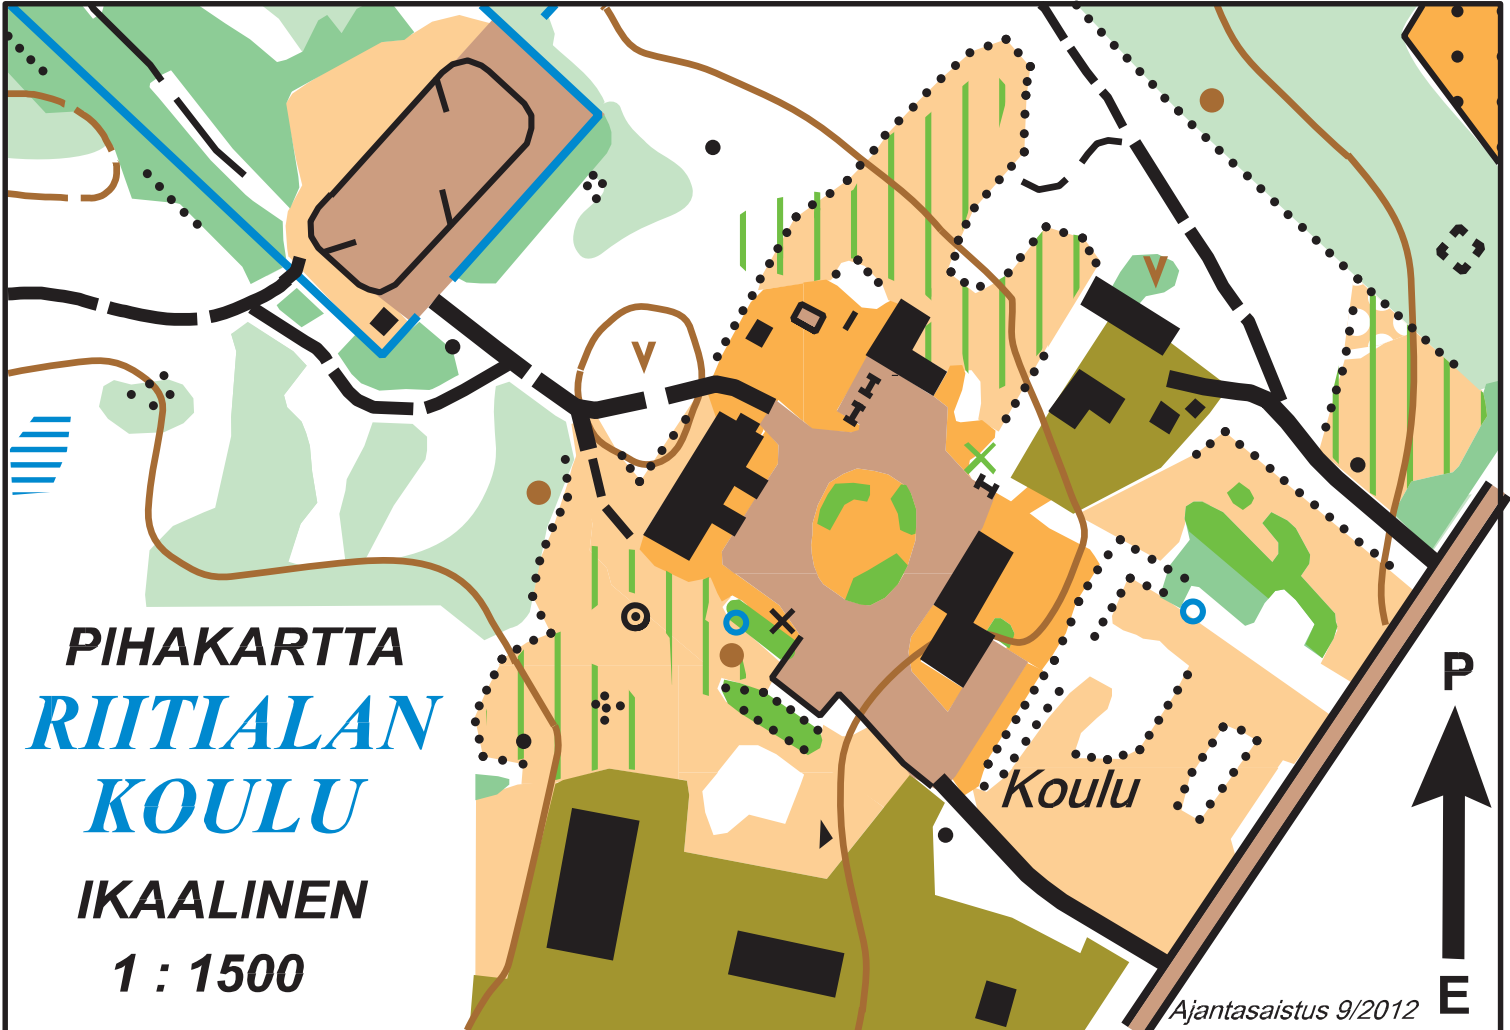 PIHAKARTTA
RIITIALAN
KOULU
IKAALINEN
1 : 1500
Koulu
P
E
Ajantasaistus 9/2012